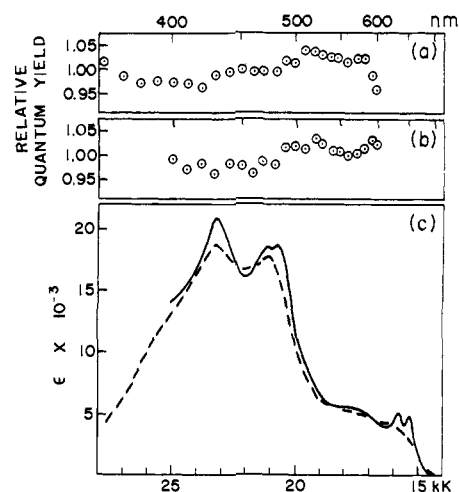 400 500 600 nm
RELATIVE
QUANTUM YIELD
1.05
1.00
0.95
(a)
1.05
1.00
0.95
(b)
20
15
10
5
ϵ X 10⁻³
(c)
25 20 15 kK